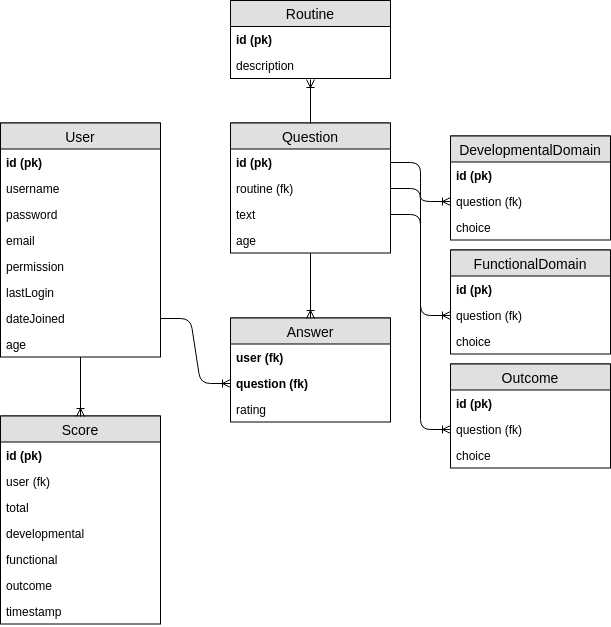 Routine
id (pk)
description
User
id (pk)
username
password
email
permission
lastLogin
dateJoined
age
Question
id (pk)
routine (fk)
text
age
DevelopmentalDomain
id (pk)
question (fk)
choice
FunctionalDomain
id (pk)
question (fk)
choice
Answer
user (fk)
question (fk)
rating
Outcome
id (pk)
question (fk)
choice
Score
id (pk)
user (fk)
total
developmental
functional
outcome
timestamp